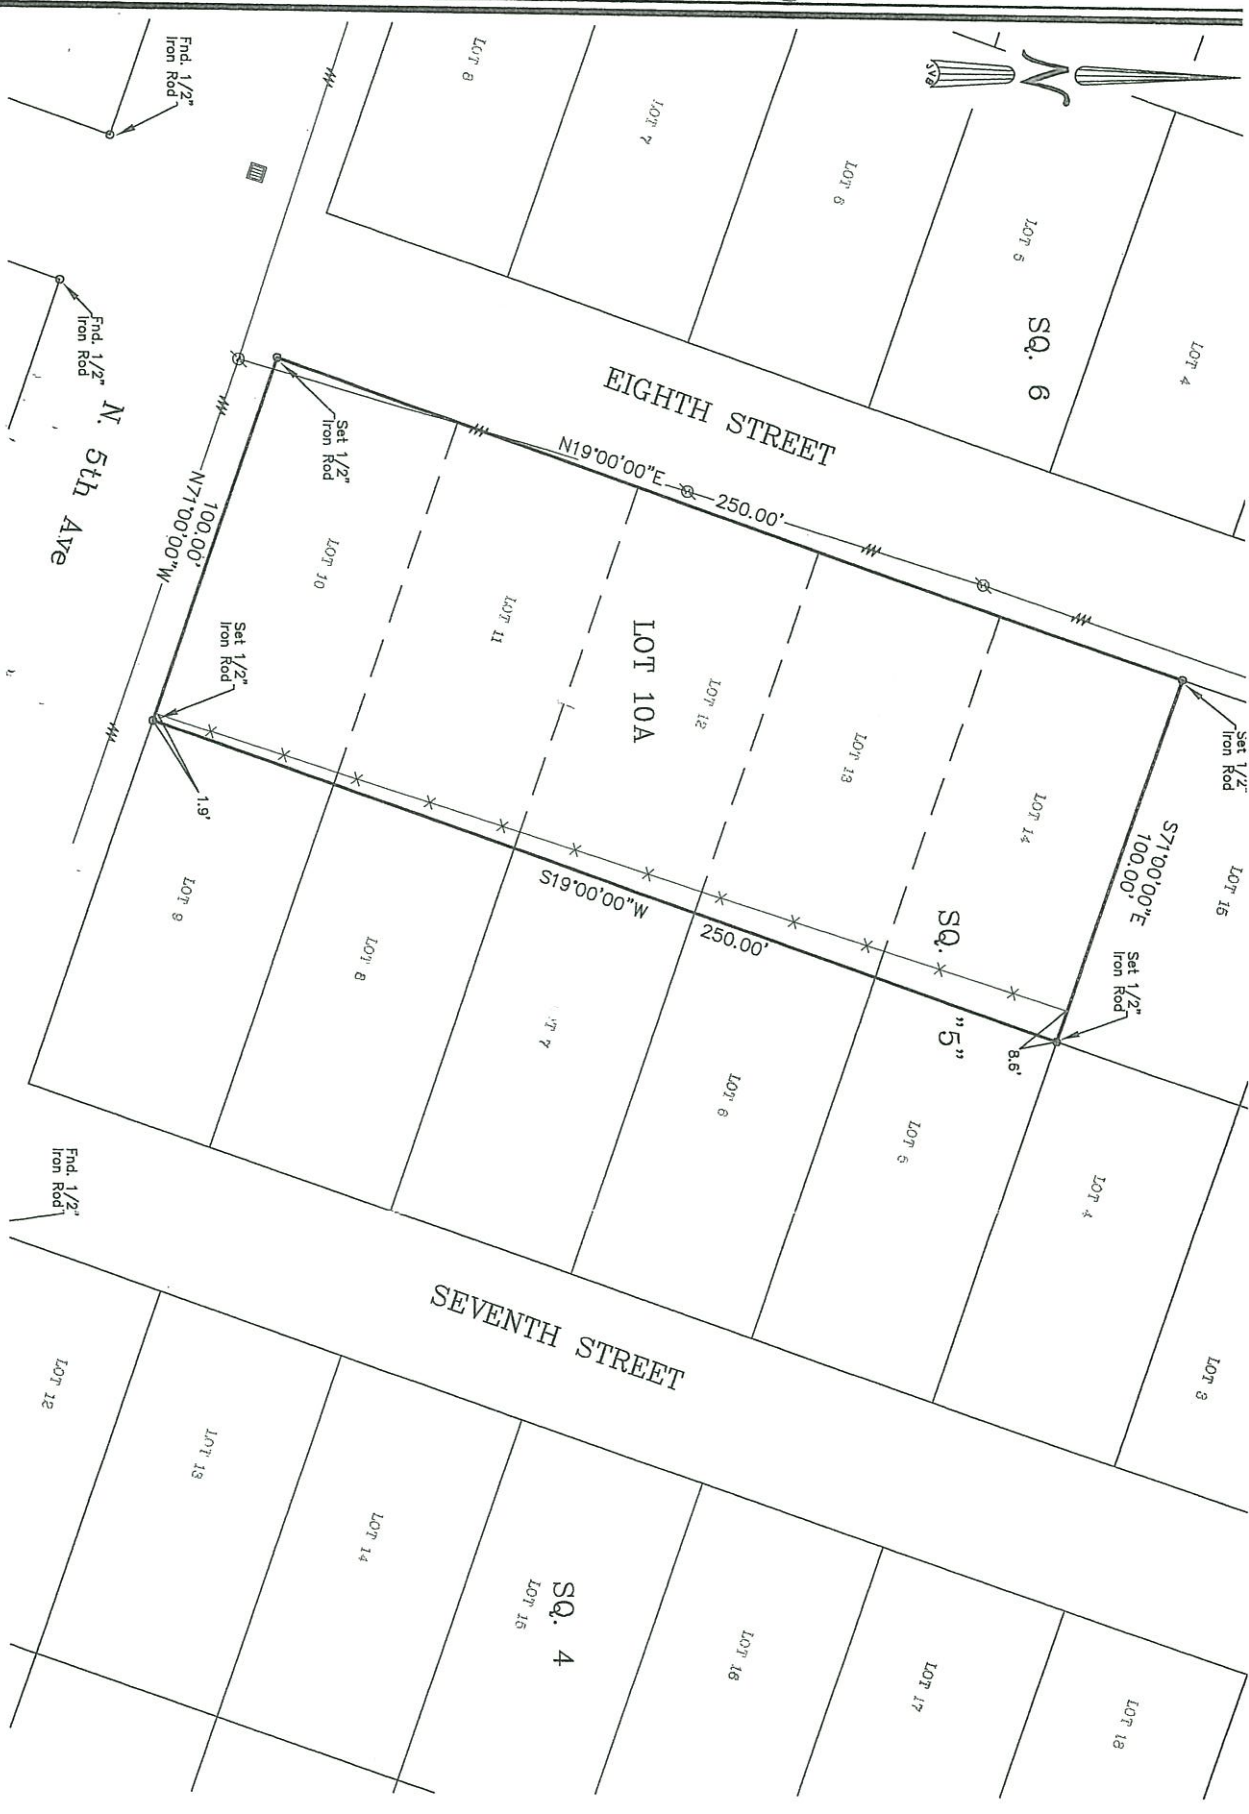 N
LOT 4
LOT 5
SQ. 6
LOT 6
LOT 7
LOT 8
Fnd. 1/2"
Iron Rod
Fnd. 1/2"
Iron Rod
EIGHTH STREET
N. 5th Ave
N19°00'00"E
250.00'
Set 1/2"
Iron Rod
Set 1/2"
Iron Rod
S71°00'00"E
100.00'
LOT 15
Set 1/2"
Iron Rod
LOT 14
LOT 13
LOT 12
LOT 10A
LOT 11
LOT 10
100.00'
N71°00'00"W
Set 1/2"
Iron Rod
1.9'
SQ. "5"
8.6'
S19°00'00"W
250.00'
LOT 3
LOT 4
LOT 5
LOT 6
LOT 8
LOT 9
Fnd. 1/2"
Iron Rod
SEVENTH STREET
LOT 18
LOT 17
LOT 16
SQ. 4
LOT 15
LOT 14
LOT 13
LOT 12